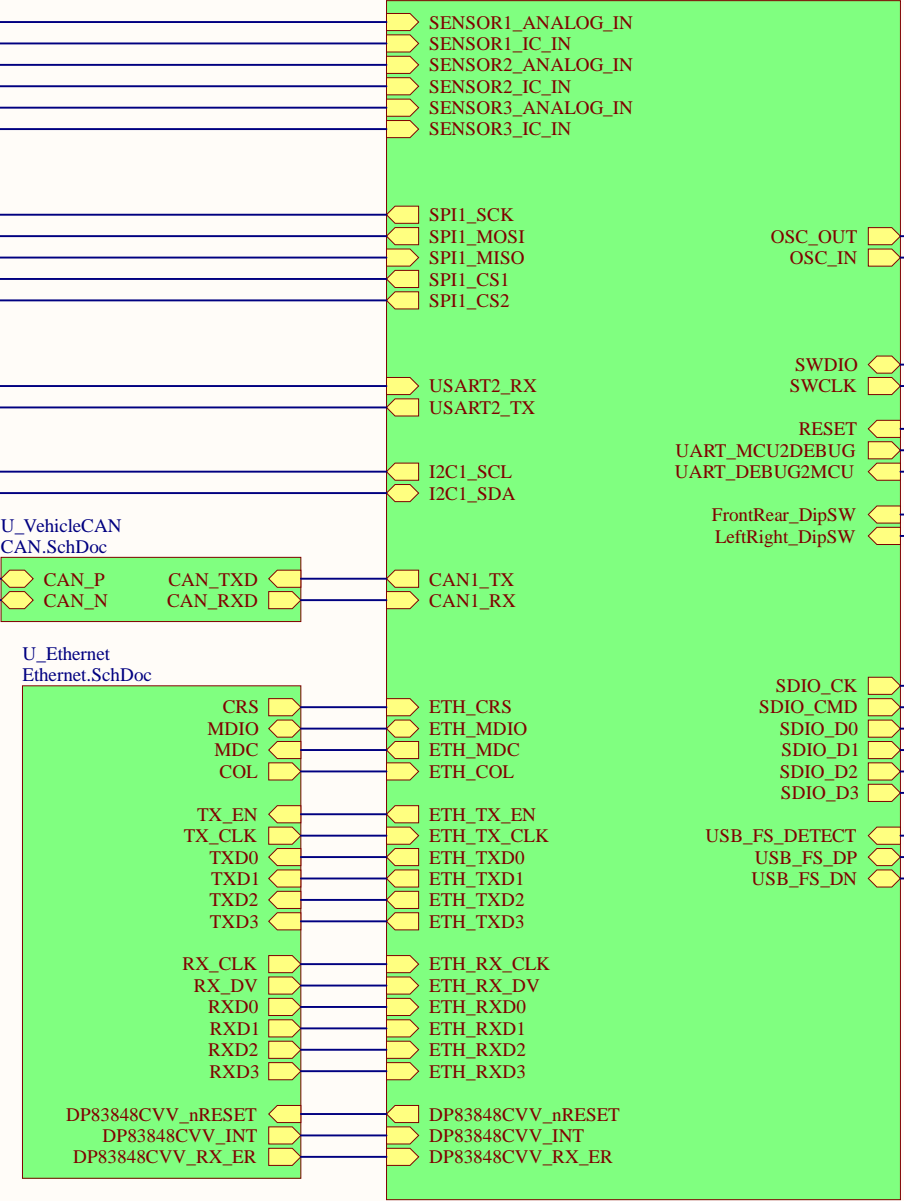 SENSOR1_ANALOG_IN
SENSOR1_IC_IN
SENSOR2_ANALOG_IN
SENSOR2_IC_IN
SENSOR3_ANALOG_IN
SENSOR3_IC_IN
SPI1_SCK
SPI1_MOSI
SPI1_MISO
SPI1_CS1
SPI1_CS2
OSC_OUT
OSC_IN
SWDIO
SWCLK
USART2_RX
USART2_TX
RESET
UART_MCU2DEBUG
UART_DEBUG2MCU
I2C1_SCL
I2C1_SDA
FrontRear_DipSW
LeftRight_DipSW
U_VehicleCAN
CAN.SchDoc
CAN_P CAN_TXD CAN1_TX
CAN_N CAN_RXD CAN1_RX
U_Ethernet
Ethernet.SchDoc
SDIO_CK
CRS ETH_CRS SDIO_CMD
MDIO ETH_MDIO SDIO_D0
MDC ETH_MDC SDIO_D1
COL ETH_COL SDIO_D2
SDIO_D3
TX_EN ETH_TX_EN
TX_CLK ETH_TX_CLK USB_FS_DETECT
TXD0 ETH_TXD0 USB_FS_DP
TXD1 ETH_TXD1 USB_FS_DN
TXD2 ETH_TXD2
TXD3 ETH_TXD3
RX_CLK ETH_RX_CLK
RX_DV ETH_RX_DV
RXD0 ETH_RXD0
RXD1 ETH_RXD1
RXD2 ETH_RXD2
RXD3 ETH_RXD3
DP83848CVV_nRESET DP83848CVV_nRESET
DP83848CVV_INT DP83848CVV_INT
DP83848CVV_RX_ER DP83848CVV_RX_ER